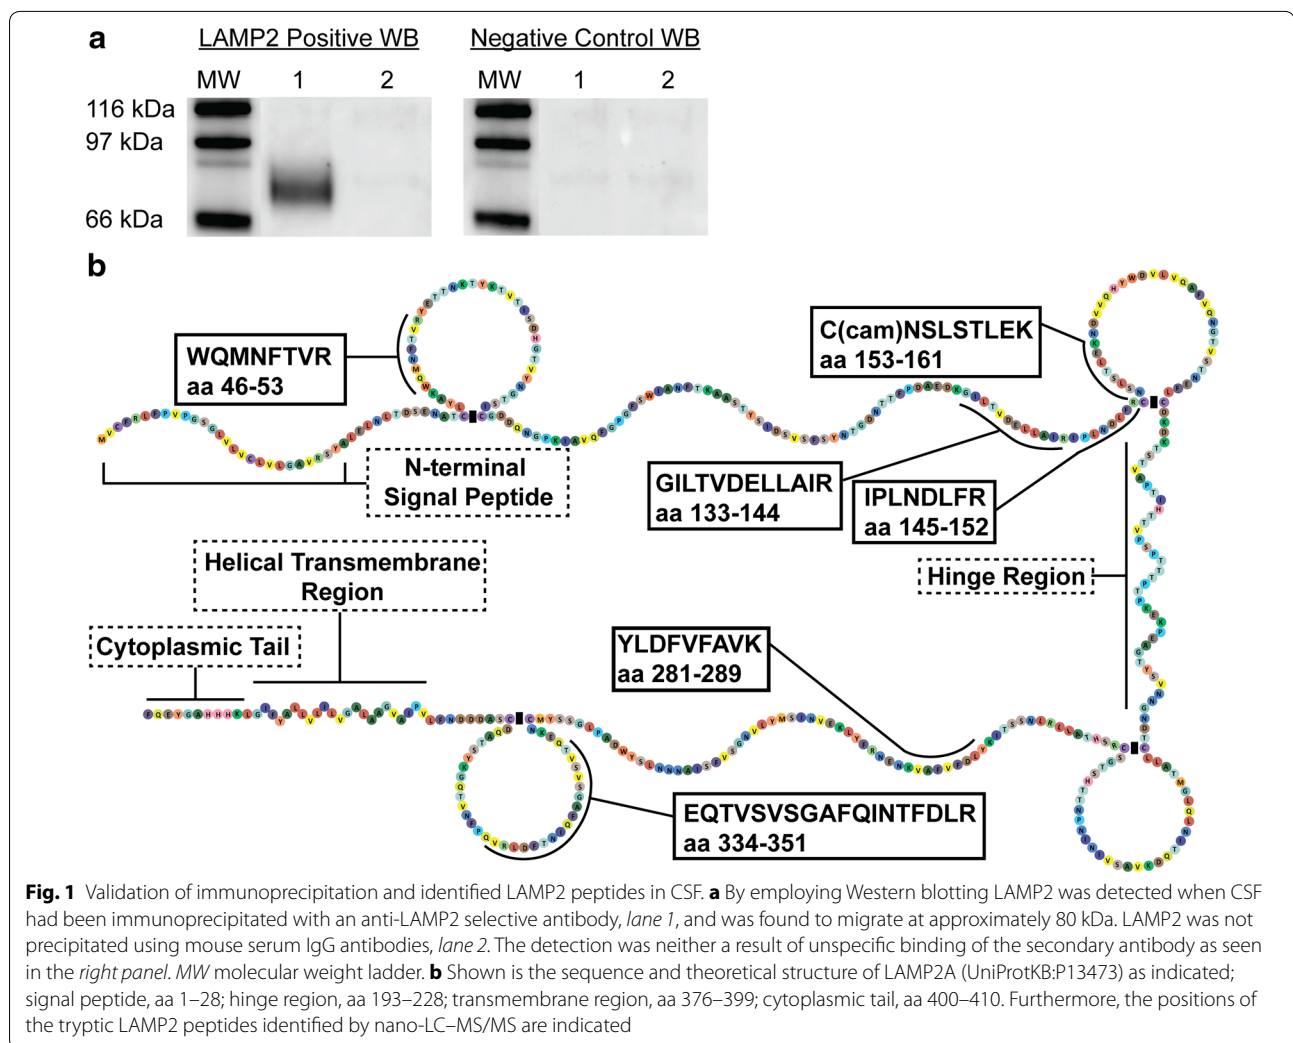 a
LAMP2 Positive WB
Negative Control WB
MW 1 2
MW 1 2
116 kDa
97 kDa
66 kDa
b
WQMNFTVR
aa 46-53
C(cam)NSLSTLEK
aa 153-161
N-terminal
Signal Peptide
GILTVDELLAIR
aa 133-144
IPLNDLFR
aa 145-152
Helical Transmembrane
Region
Hinge Region
Cytoplasmic Tail
YLDFVFAVK
aa 281-289
EQTVSVSGAFQINTFDLR
aa 334-351
Fig. 1 Validation of immunoprecipitation and identified LAMP2 peptides in CSF. a By employing Western blotting LAMP2 was detected when CSF
had been immunoprecipitated with an anti-LAMP2 selective antibody, lane 1, and was found to migrate at approximately 80 kDa. LAMP2 was not
precipitated using mouse serum IgG antibodies, lane 2. The detection was neither a result of unspecific binding of the secondary antibody as seen
in the right panel. MW molecular weight ladder. b Shown is the sequence and theoretical structure of LAMP2A (UniProtKB:P13473) as indicated;
signal peptide, aa 1–28; hinge region, aa 193–228; transmembrane region, aa 376–399; cytoplasmic tail, aa 400–410. Furthermore, the positions of
the tryptic LAMP2 peptides identified by nano-LC–MS/MS are indicated